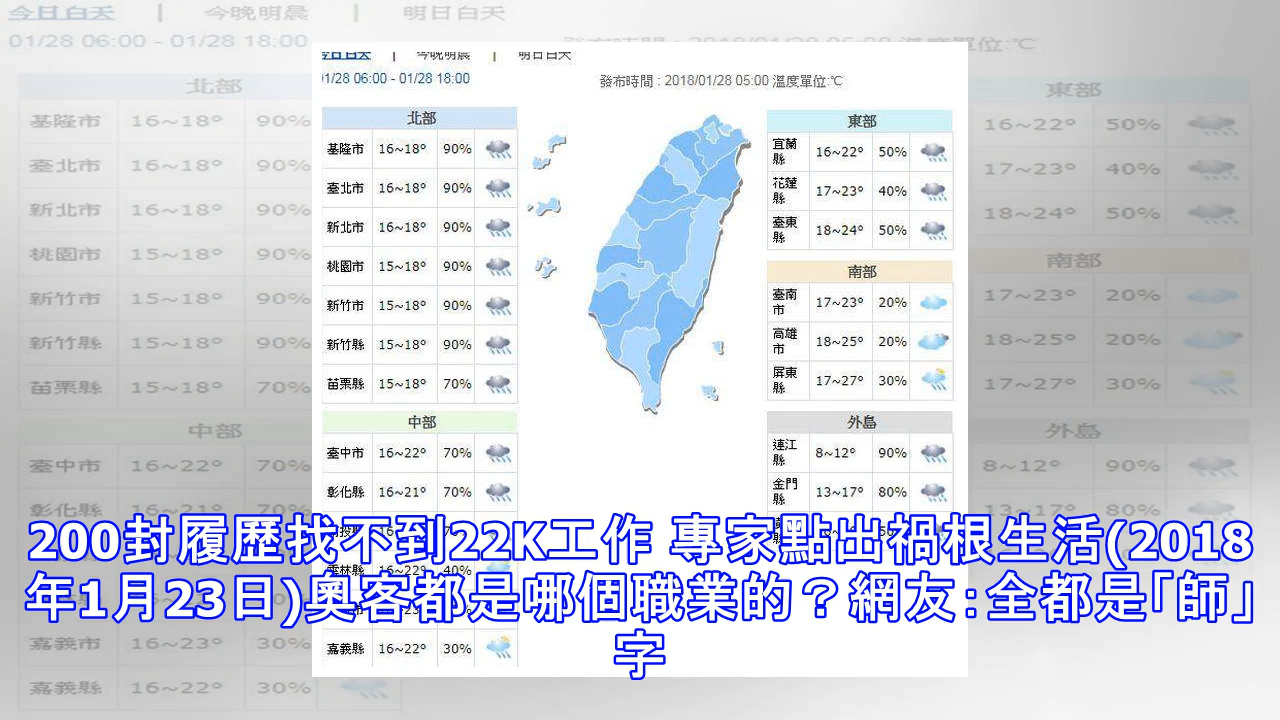 今日白天 | 今晚明晨 | 明日白天
01/28 06:00 - 01/28 18:00
發布時間 : 2018/01/28 05:00 溫度單位:℃
北部
基隆市 16~18° 90%
臺北市 16~18° 90%
新北市 16~18° 90%
桃園市 15~18° 90%
新竹市 15~18° 90%
新竹縣 15~18° 90%
苗栗縣 15~18° 70%
中部
臺中市 16~22° 70%
彰化縣 16~21° 70%
雲林縣 16~22° 40%
嘉義縣 16~22° 30%
東部
宜蘭縣 16~22° 50%
花蓮縣 17~23° 40%
臺東縣 18~24° 50%
南部
臺南市 17~23° 20%
高雄市 18~25° 20%
屏東縣 17~27° 30%
外島
連江縣 8~12° 90%
金門縣 13~17° 80%
200封履歷找不到22K工作 專家點出禍根生活(2018
年1月23日)奧客都是哪個職業的？網友:全都是「師」
字